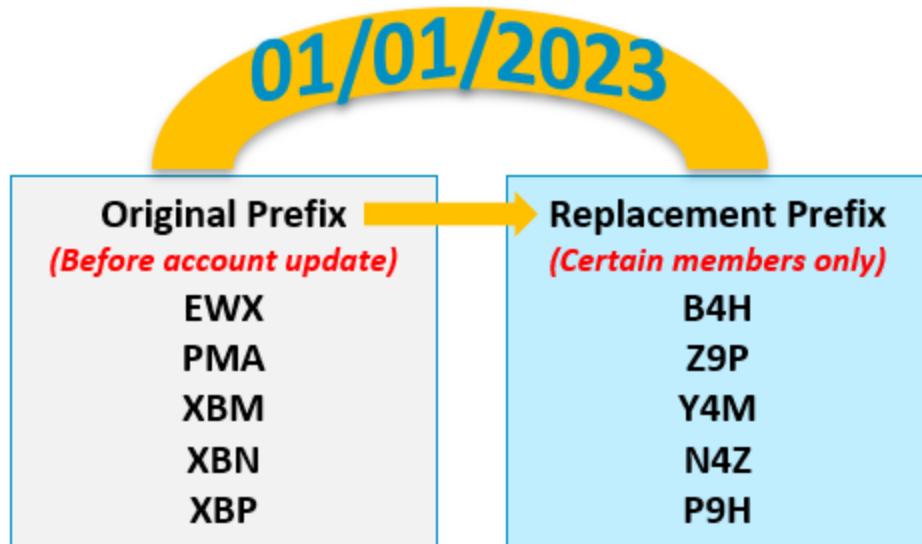 01/01/2023
Original Prefix
(Before account update)
EWX
PMA
XBM
XBN
XBP
Replacement Prefix
(Certain members only)
B4H
Z9P
Y4M
N4Z
P9H